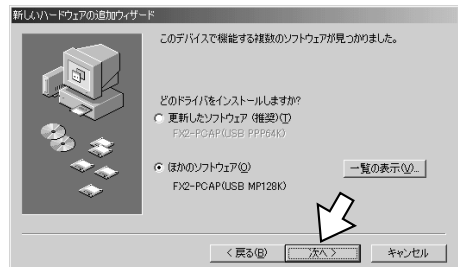 新しいハードウェアの追加ウィザード
このデバイスで機能する複数のソフトウェアが見つかりました。
どのドライバをインストールしますか?
更新したソフトウェア (推奨)(T)
FX2-PCAP(USB PPP64K)
ほかのソフトウェア(O)
一覧の表示(V)...
FX2-PCAP(USB MP128K)
< 戻る(B)
次へ >
キャンセル